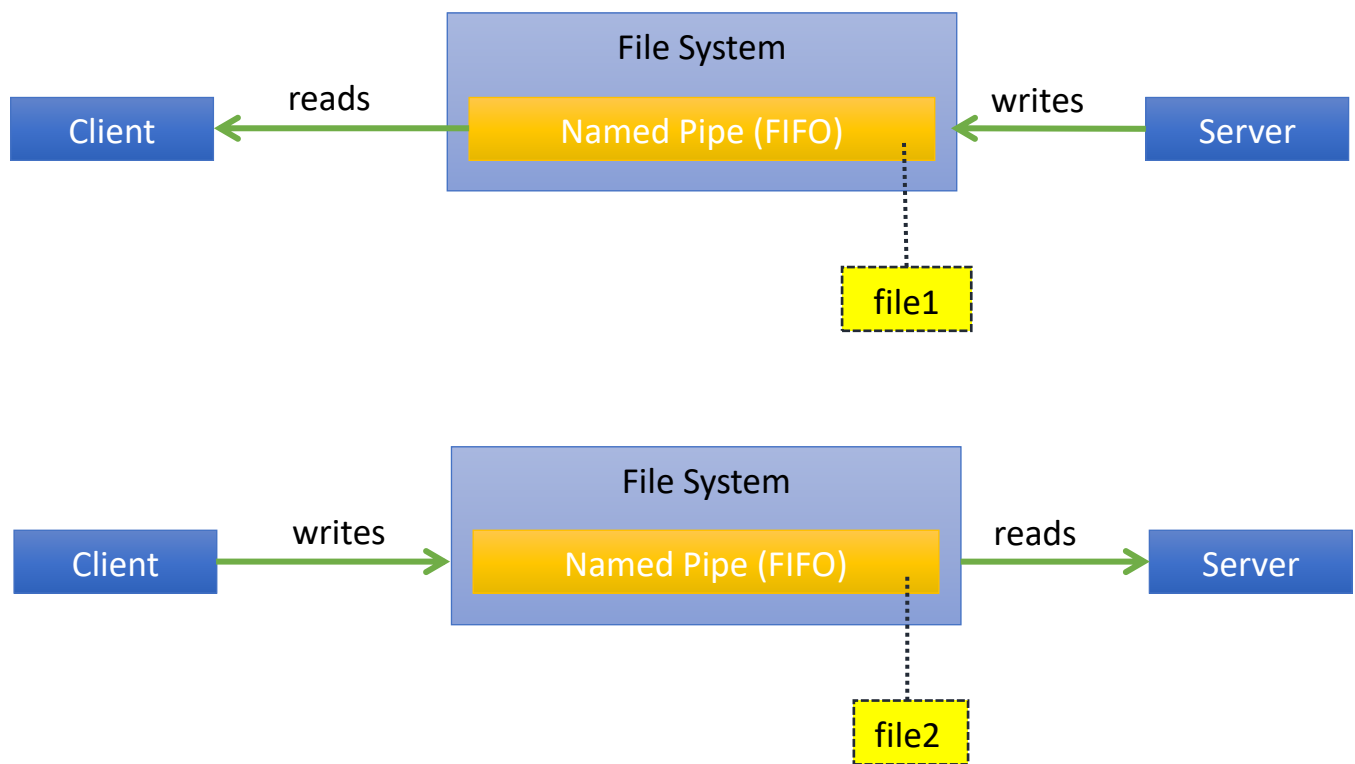 File System
reads
writes
Client
Named Pipe (FIFO)
Server
file1
File System
writes
reads
Client
Named Pipe (FIFO)
Server
file2